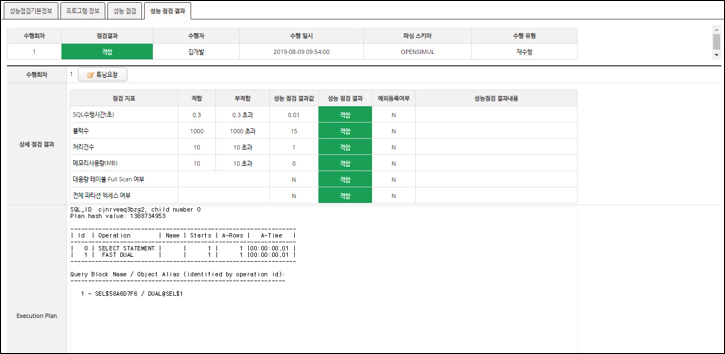 성능점검기본정보 프로그램 정보 성능 점검 성능 점검 결과
수행회차 점검결과 수행자 수행 일시 파싱 스키마 수행 유형
1 적합 김개발 2019-08-09 09:54:00 OPENSIMUL 재수행
수행회차 1 튜닝요청
상세 점검 결과
점검 지표 적합 부적합 성능 점검 결과값 성능 점검 결과 예외등록여부 성능점검 결과내용
SQL수행시간(초) 0.3 0.3 초과 0.01 적합 N
블럭수 1000 1000 초과 15 적합 N
처리건수 10 10 초과 1 적합 N
메모리사용량(MB) 10 10 초과 0 적합 N
대용량 테이블 Full Scan 여부 N 적합 N
전체 파티션 엑세스 여부 N 적합 N
Execution Plan
SQL_ID cjnrvwmq3bzg2, child number 0
Plan hash value: 1388734953
---------------------------------------------------------------
| Id | Operation | Name | Starts | A-Rows | A-Time |
---------------------------------------------------------------
| 0 | SELECT STATEMENT | | 1 | 1 |00:00:00.01 |
| 1 | FAST DUAL | | 1 | 1 |00:00:00.01 |
---------------------------------------------------------------
Query Block Name / Object Alias (identified by operation id):
-------------------------------------------------------------
1 - SEL$58A6D7F6 / DUAL@SEL$1